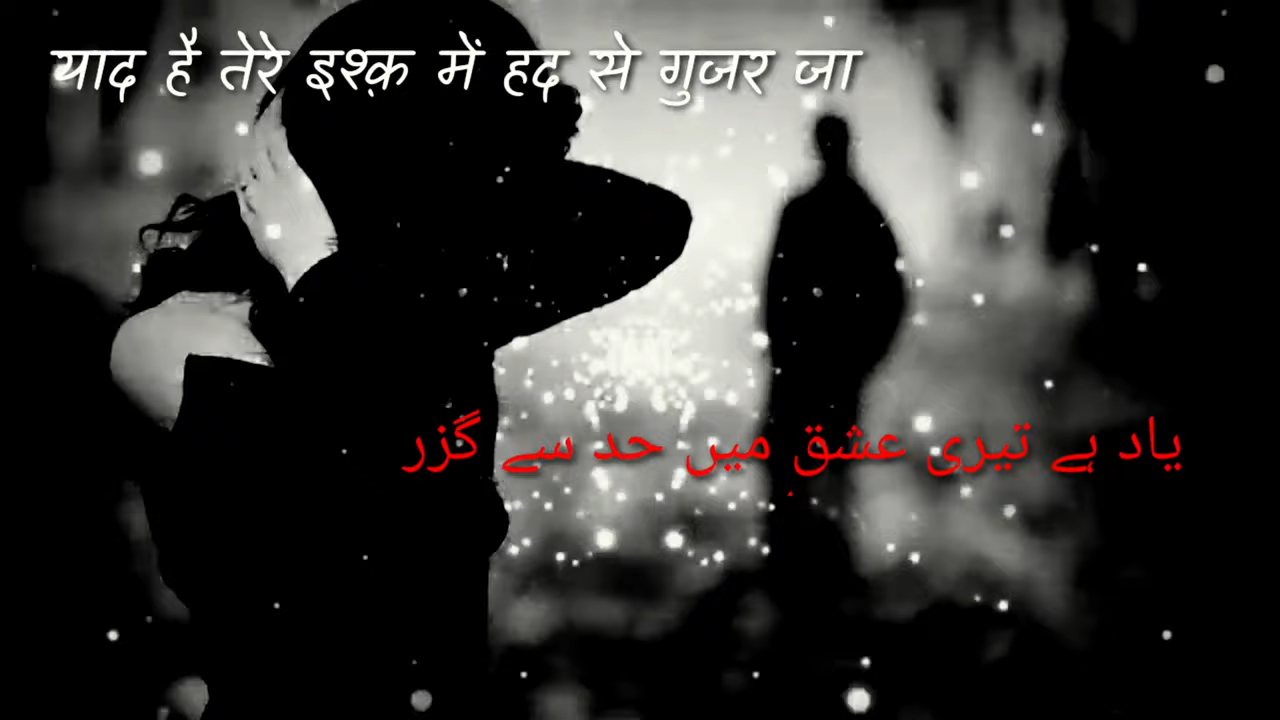 याद है तेरे इश्क़ में हद से गुजर जा
یاد ہے تیری عشق میں حد سے گزر